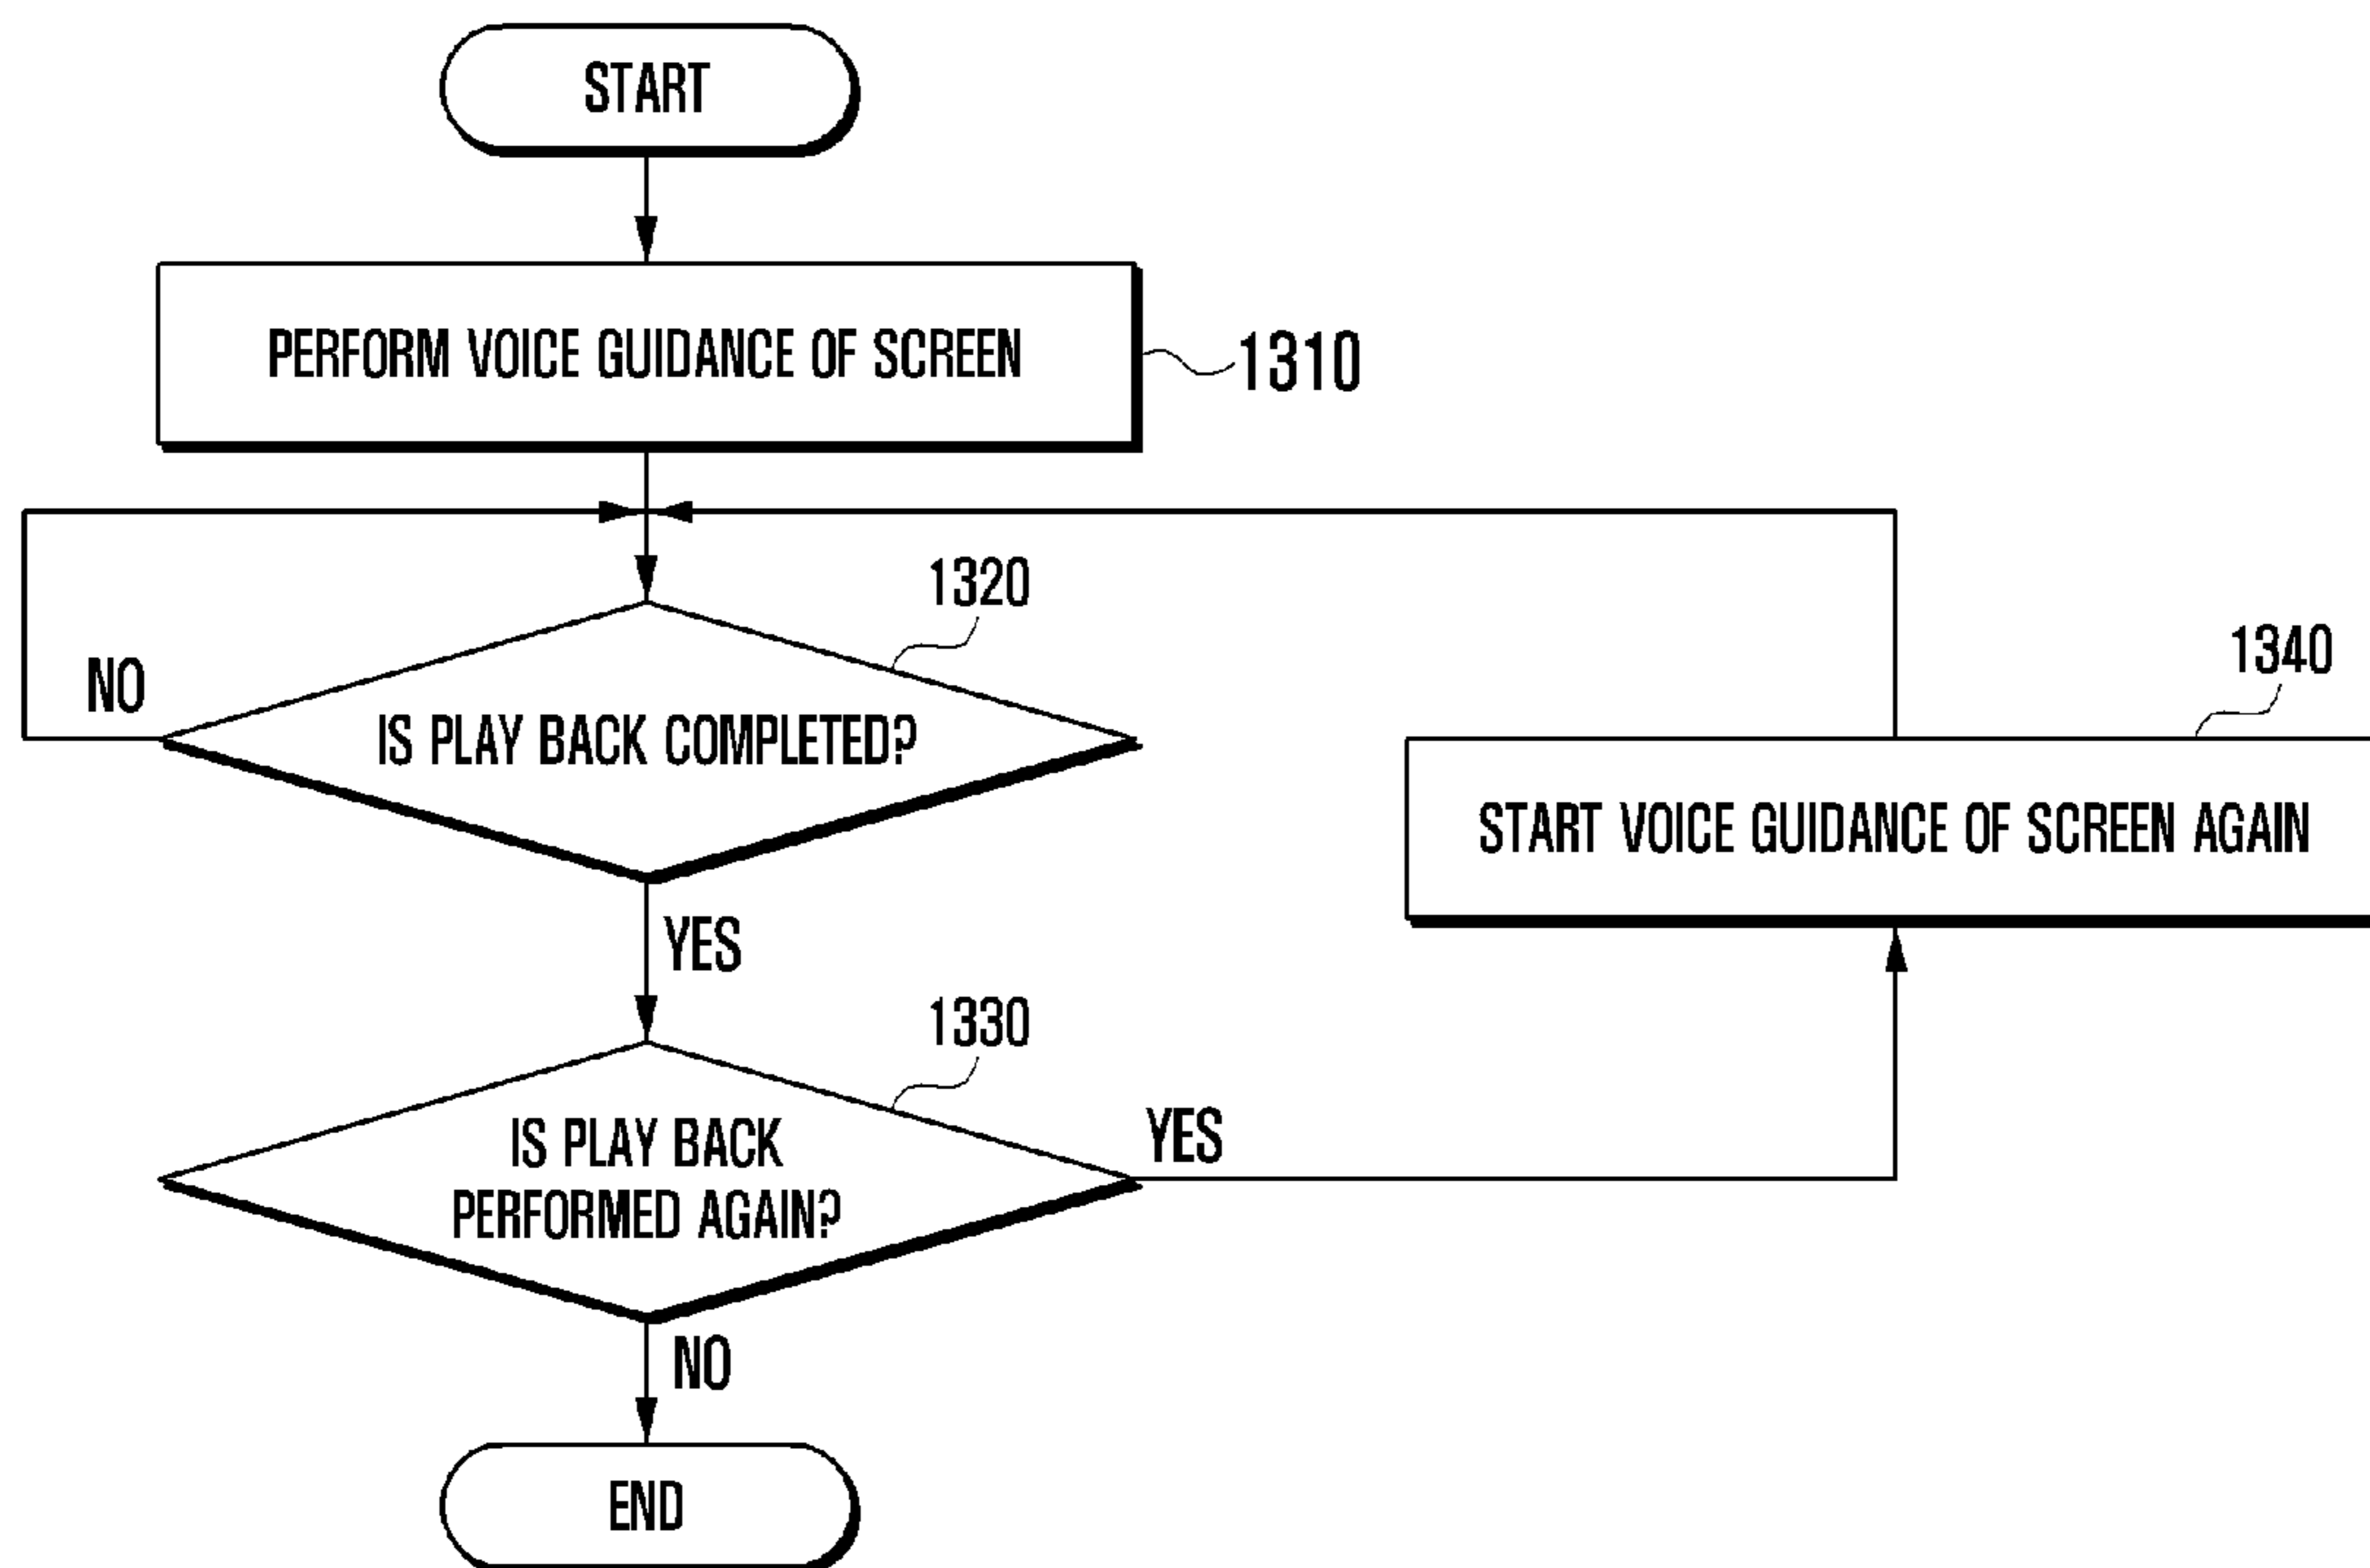 START
PERFORM VOICE GUIDANCE OF SCREEN
1310
1320
NO
IS PLAY BACK COMPLETED?
1340
START VOICE GUIDANCE OF SCREEN AGAIN
YES
1330
IS PLAY BACK
PERFORMED AGAIN?
YES
NO
END